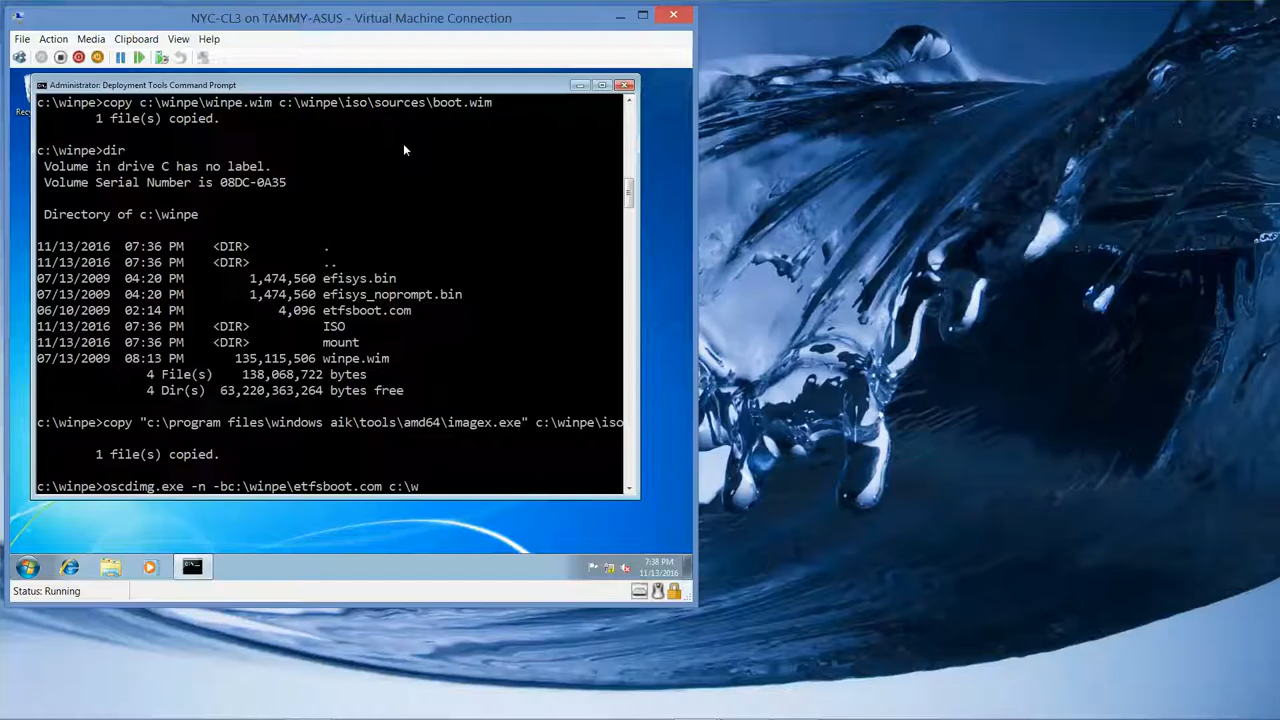 NYC-CL3 on TAMMY-ASUS - Virtual Machine Connection
File Action Media Clipboard View Help
Administrator: Deployment Tools Command Prompt
c:\winpe>copy c:\winpe\winpe.wim c:\winpe\iso\sources\boot.wim
1 file(s) copied.
c:\winpe>dir
Volume in drive C has no label.
Volume Serial Number is 08DC-0A35
Directory of c:\winpe
11/13/2016 07:36 PM <DIR> .
11/13/2016 07:36 PM <DIR> ..
07/13/2009 04:20 PM 1,474,560 efisys.bin
07/13/2009 04:20 PM 1,474,560 efisys_noprompt.bin
06/10/2009 02:14 PM 4,096 etfsboot.com
11/13/2016 07:36 PM <DIR> ISO
11/13/2016 07:36 PM <DIR> mount
07/13/2009 08:13 PM 135,115,506 winpe.wim
4 File(s) 138,068,722 bytes
4 Dir(s) 63,220,363,264 bytes free
c:\winpe>copy "c:\program files\windows aik\tools\amd64\imagex.exe" c:\winpe\iso
1 file(s) copied.
c:\winpe>oscdimg.exe -n -bc:\winpe\etfsboot.com c:\w
7:38 PM
11/13/2016
Status: Running